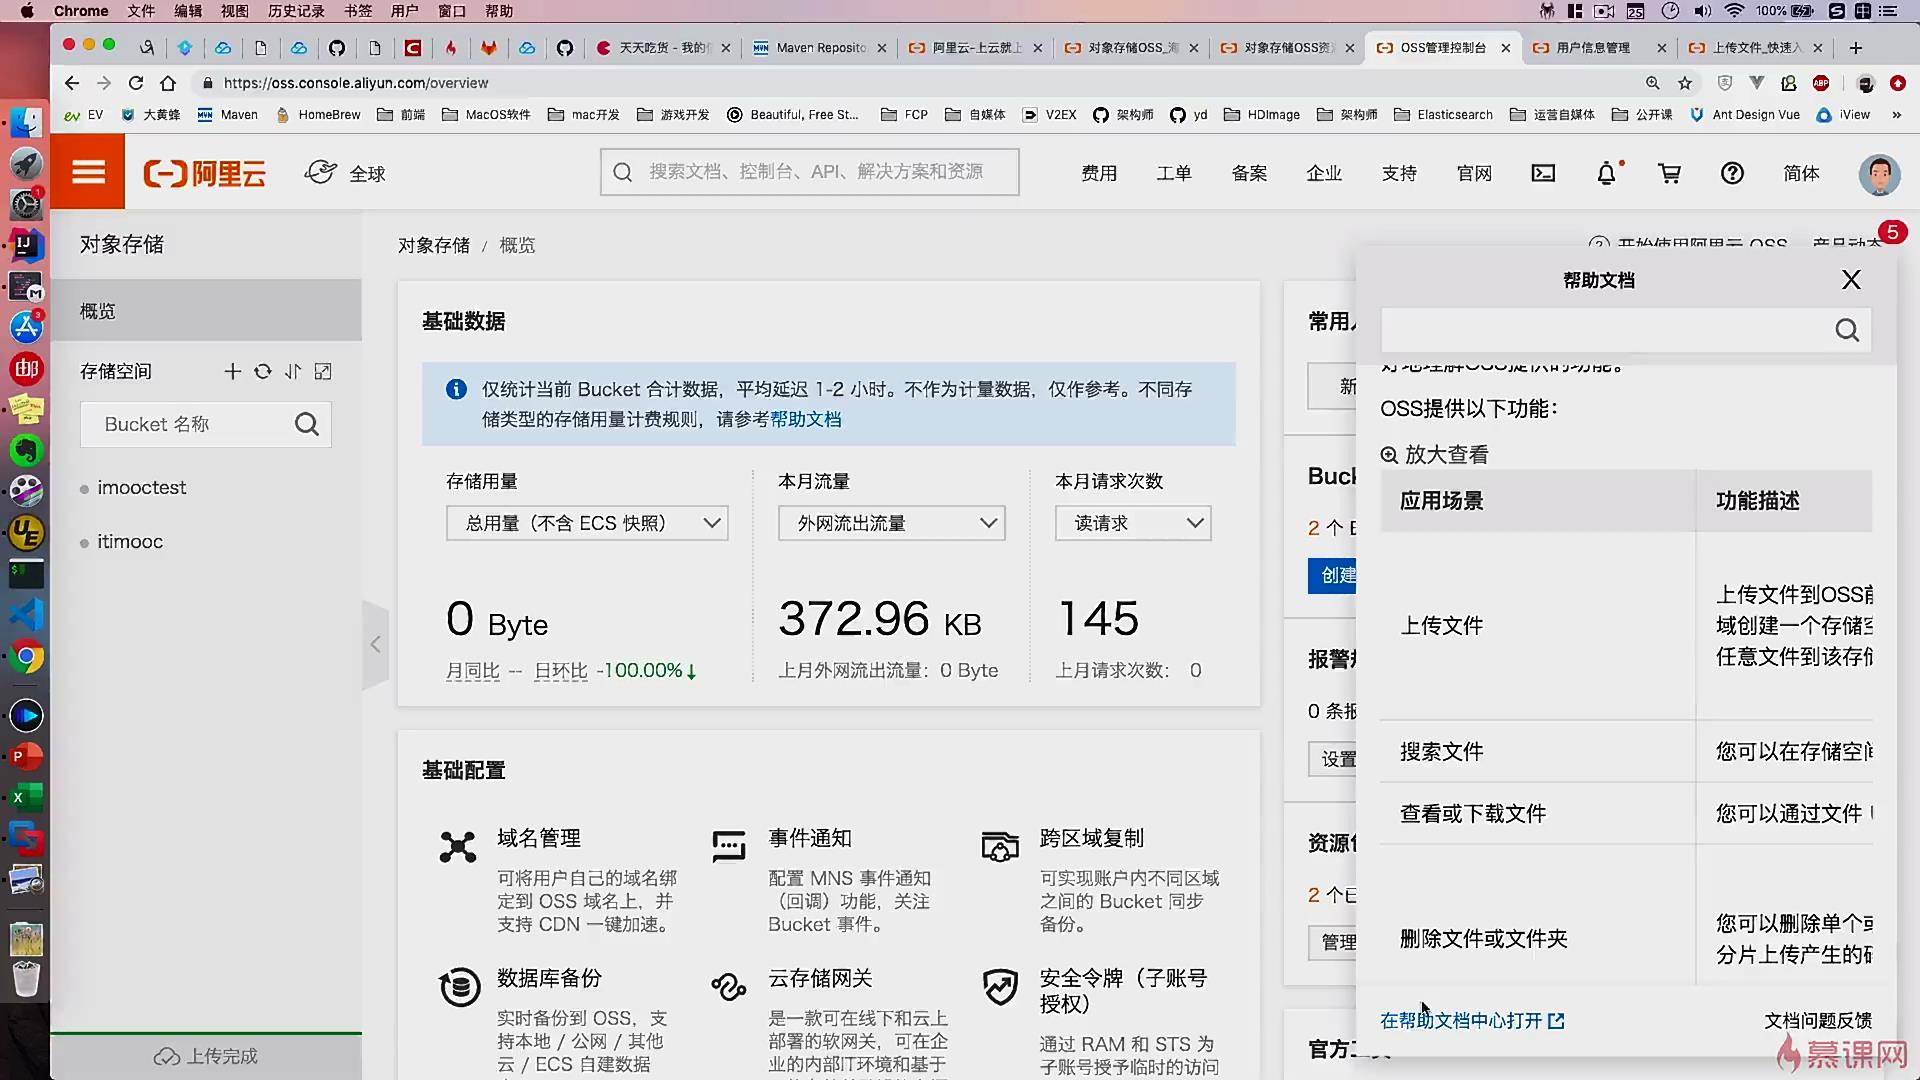 Chrome 文件 编辑 视图 历史记录 书签 用户 窗口 帮助
25 100%
天天吃货 - 我的 Maven Reposito 阿里云-上云就上 对象存储OSS_海 对象存储OSS资 OSS管理控制台 用户信息管理 上传文件_快速入
https://oss.console.aliyun.com/overview
EV 大黄蜂 Maven HomeBrew 前端 MacOS软件 mac开发 游戏开发 Beautiful, Free St... FCP 自媒体 V2EX 架构师 yd HDImage 架构师 Elasticsearch 运营自媒体 公开课 Ant Design Vue iView
阿里云 全球 搜索文档、控制台、API、解决方案和资源 费用 工单 备案 企业 支持 官网 简体
对象存储
概览
存储空间
Bucket 名称
imooctest
itimooc
上传完成
对象存储 / 概览
开始使用阿里云 OSS 产品动态
5
基础数据
仅统计当前 Bucket 合计数据，平均延迟 1-2 小时。不作为计量数据，仅作参考。不同存
储类型的存储用量计费规则，请参考帮助文档
存储用量 本月流量 本月请求次数
总用量（不含 ECS 快照） 外网流出流量 读请求
0 Byte 372.96 KB 145
月同比 -- 日环比 -100.00%↓ 上月外网流出流量：0 Byte 上月请求次数： 0
基础配置
域名管理
可将用户自己的域名绑
定到 OSS 域名上，并
支持 CDN 一键加速。
事件通知
配置 MNS 事件通知
（回调）功能，关注
Bucket 事件。
跨区域复制
可实现账户内不同区域
之间的 Bucket 同步
备份。
数据库备份
实时备份到 OSS，支
持本地 / 公网 / 其他
云 / ECS 自建数据
云存储网关
是一款可在线下和云上
部署的软网关，可在企
业的内部IT环境和基于
安全令牌（子账号
授权）
通过 RAM 和 STS 为
子账号授予临时的访问
常用
新
Buck
2 个
创建
报警
0 条报
设置
资源
2 个已
管理
官方工具
帮助文档 X
好地理解OSS提供的功能。
OSS提供以下功能：
放大查看
应用场景 功能描述
上传文件
上传文件到OSS前
域创建一个存储空
任意文件到该存储
搜索文件 您可以在存储空间
查看或下载文件 您可以通过文件
删除文件或文件夹
您可以删除单个或
分片上传产生的碎
在帮助文档中心打开 文档问题反馈
慕课网